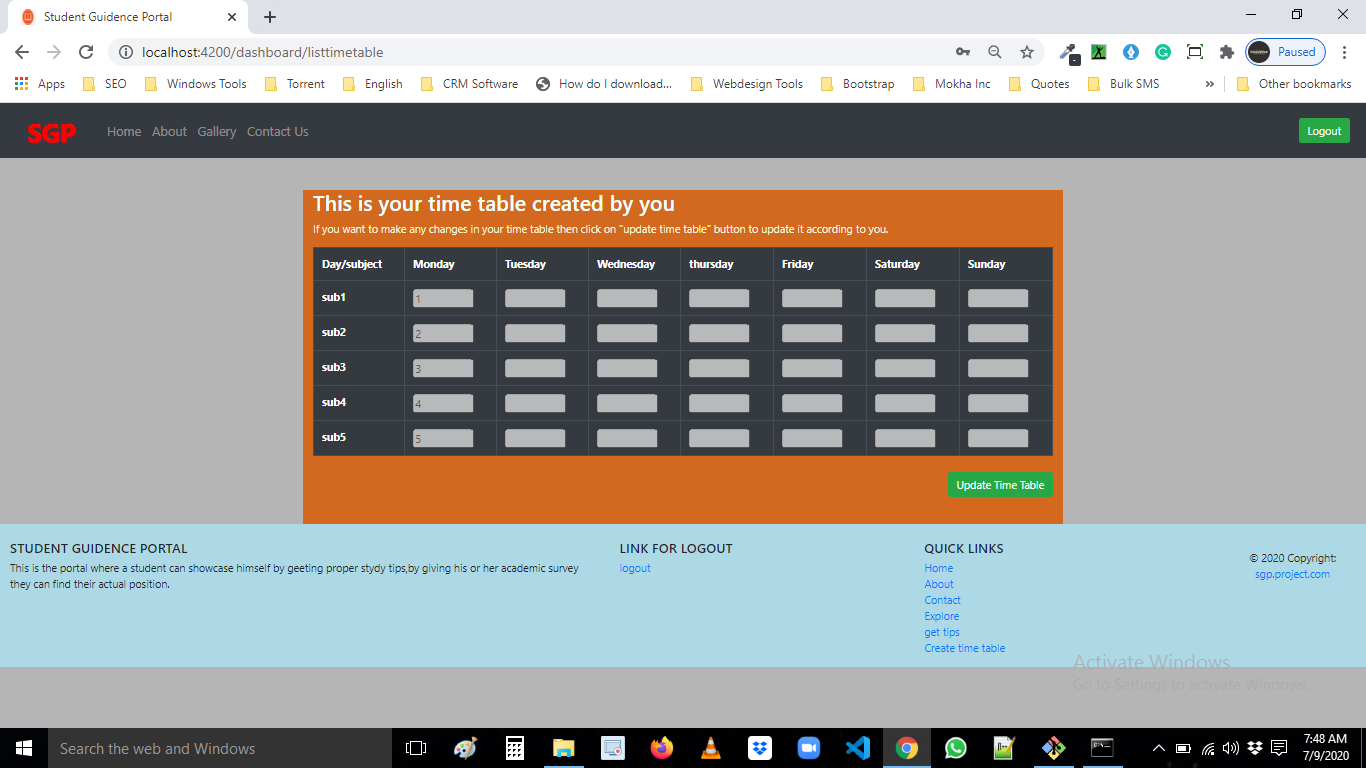 Student Guidence Portal
localhost:4200/dashboard/listtimetable
Paused
Apps SEO Windows Tools Torrent English CRM Software How do I download... Webdesign Tools Bootstrap Mokha Inc Quotes Bulk SMS » Other bookmarks
SGP Home About Gallery Contact Us Logout
This is your time table created by you
If you want to make any changes in your time table then click on "update time table" button to update it according to you.
Day/subject Monday Tuesday Wednesday thursday Friday Saturday Sunday
sub1 1
sub2 2
sub3 3
sub4 4
sub5 5
Update Time Table
STUDENT GUIDENCE PORTAL
This is the portal where a student can showcase himself by geeting proper stydy tips,by giving his or her academic survey
they can find their actual position.
LINK FOR LOGOUT
logout
QUICK LINKS
Home
About
Contact
Explore
get tips
Create time table
© 2020 Copyright:
sgp.project.com
Activate Windows
Go to Settings to activate Windows.
Search the web and Windows
7:48 AM
7/9/2020